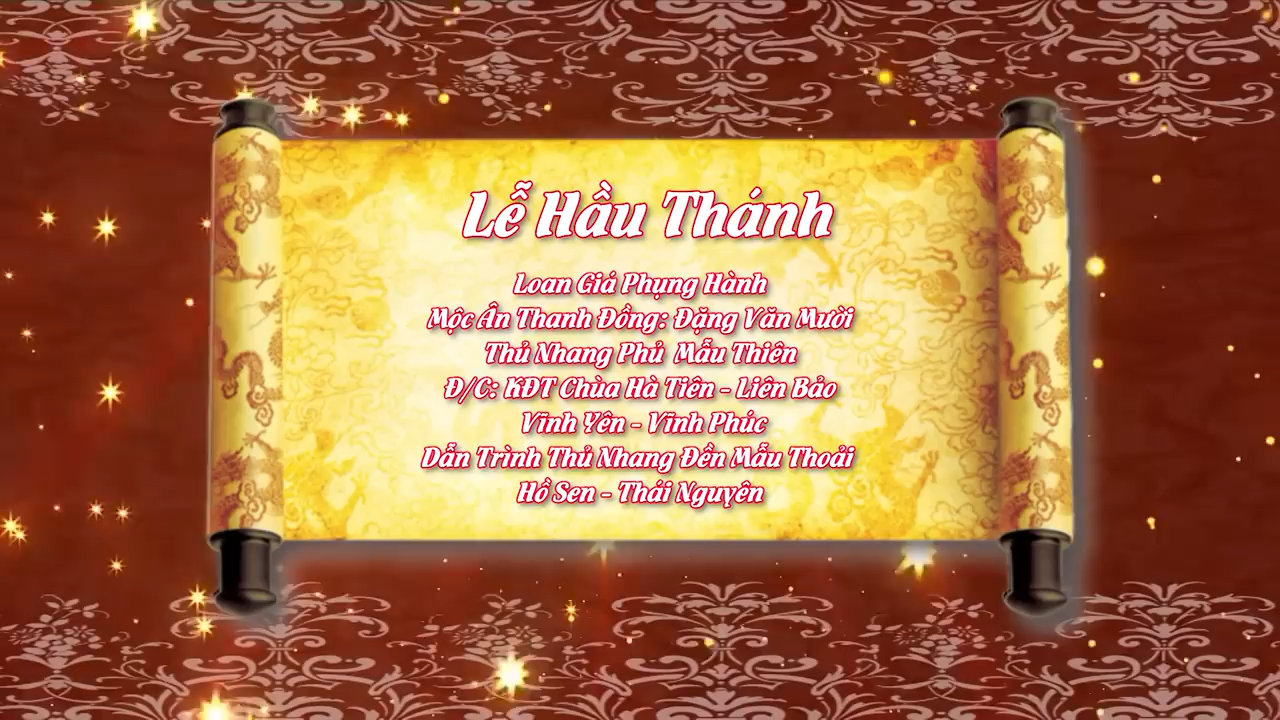 Lễ Hầu Thánh
Loan Giá Phụng Hành
Mộc Ân Thanh Đồng: Đặng Văn Mười
Thủ Nhang Phủ Mẫu Thiên
Đ/C: KĐT Chùa Hà Tiên - Liên Bảo
Vĩnh Yên - Vĩnh Phúc
Dẫn Trình Thủ Nhang Đền Mẫu Thoải
Hồ Sen - Thái Nguyên